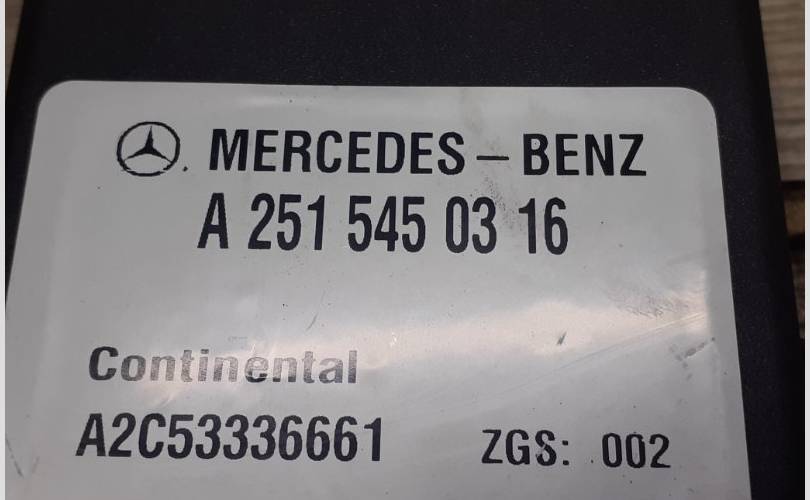 MERCEDES – BENZ
A 251 545 03 16
Continental
A2C53336661 ZGS: 002